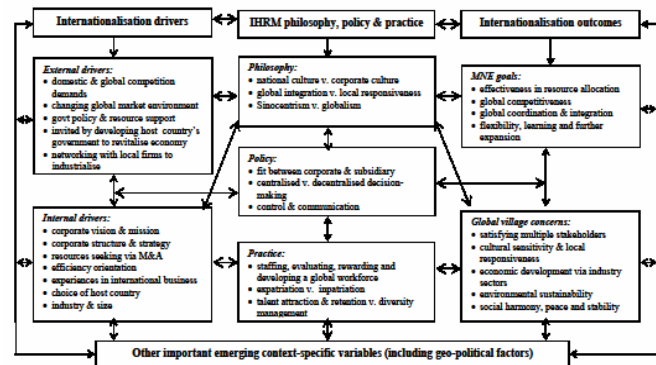 Internationalisation drivers
IHRM philosophy, policy & practice
Internationalisation outcomes
External drivers:
• domestic & global competition
demands
• changing global market environment
• govt policy & resource support
• invited by developing host country's
government to revitalise economy
• networking with local firms to
industrialise
Philosophy:
• national culture v. corporate culture
• global integration v. local responsiveness
• Sinocentrism v. globalism
MNE goals:
• effectiveness in resource allocation
• global competitiveness
• global coordination & integration
• flexibility, learning and further
expansion
Policy:
• fit between corporate & subsidiary
• centralised v. decentralised decision-
making
• control & communication
Internal drivers:
• corporate vision & mission
• corporate structure & strategy
• resources seeking via M&A
• efficiency orientation
• experiences in international business
• choice of host country
• industry & size
Practice:
• staffing, evaluating, rewarding and
developing a global workforce
• expatriation v. inpatriation
• talent attraction & retention v. diversity
management
Global village concerns:
• satisfying multiple stakeholders
• cultural sensitivity & local
responsiveness
• economic development via industry
sectors
• environmental sustainability
• social harmony, peace and stability
Other important emerging context-specific variables (including geo-political factors)